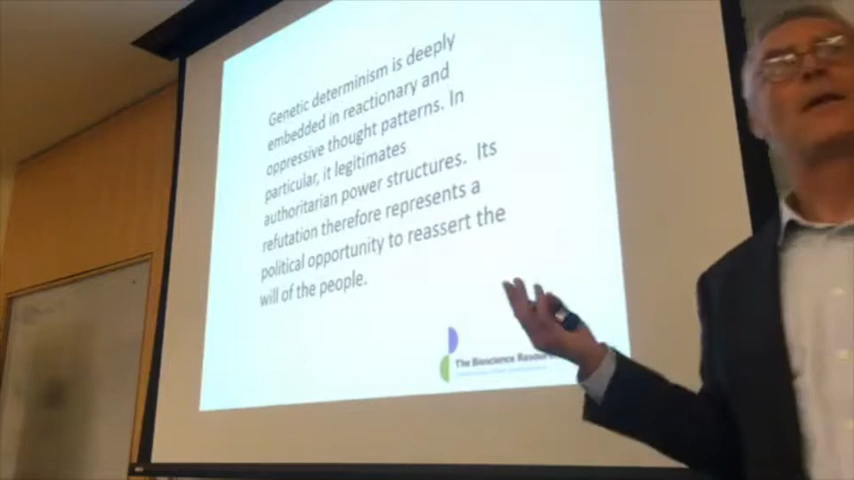 Genetic determinism is deeply
embedded in reactionary and
oppressive thought patterns. In
particular, it legitimates
authoritarian power structures. Its
refutation therefore represents a
political opportunity to reassert the
will of the people.
The Bioscience